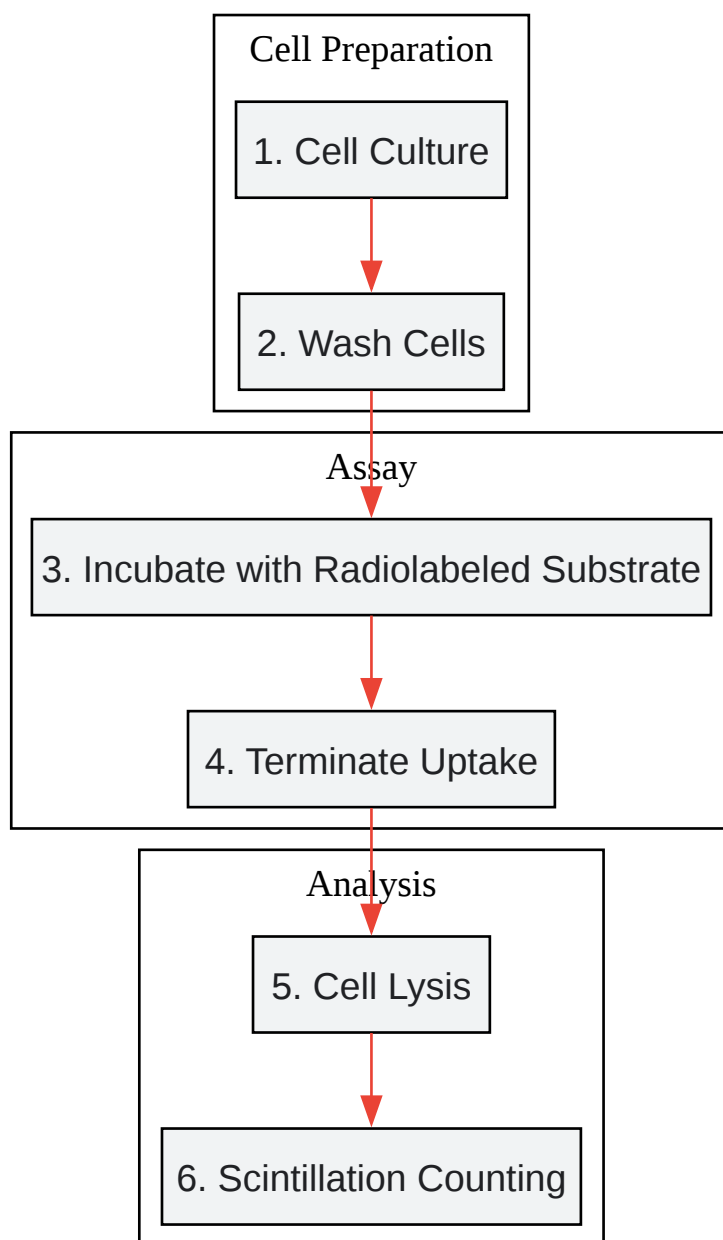 Cell Preparation
1. Cell Culture
2. Wash Cells
Assay
3. Incubate with Radiolabeled Substrate
4. Terminate Uptake
Analysis
5. Cell Lysis
6. Scintillation Counting